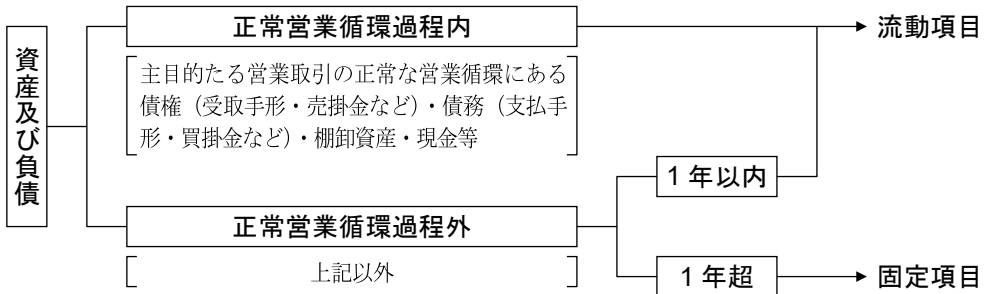 資産及び負債
正常営業循環過程内
主目的たる営業取引の正常な営業循環にある
債権（受取手形・売掛金など）・債務（支払手
形・買掛金など）・棚卸資産・現金等
流動項目
1年以内
正常営業循環過程外
上記以外
1年超
固定項目